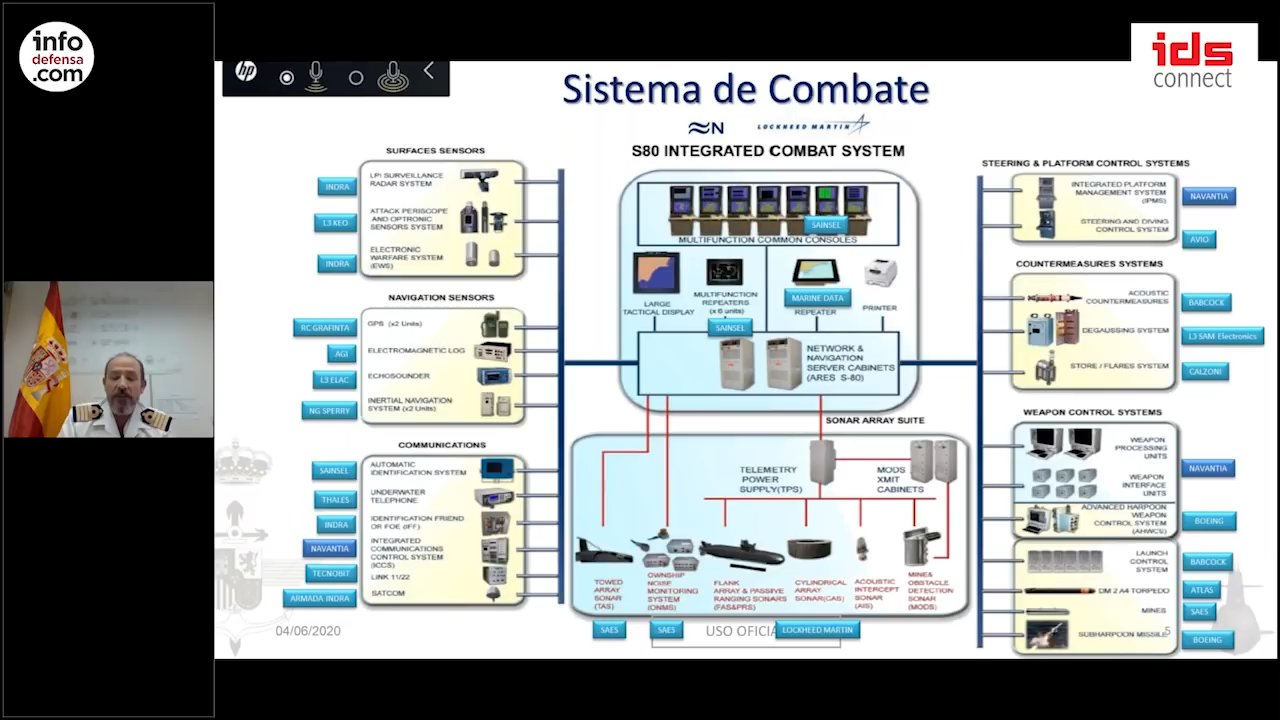 info
defensa
.com
hp
ids
connect
Sistema de Combate
≈N
LOCKHEED MARTIN
S80 INTEGRATED COMBAT SYSTEM
SURFACES SENSORS
INDRA
LPI SURVEILLANCE
RADAR SYSTEM
L3 KEO
ATTACK PERISCOPE
AND OPTRONIC
SENSORS SYSTEM
INDRA
ELECTRONIC
WARFARE SYSTEM
(EWS)
NAVIGATION SENSORS
RC GRAFINTA
GPS (x2 Units)
AGI
ELECTROMAGNETIC LOG
L3 ELAC
ECHOSOUNDER
NG SPERRY
INERTIAL NAVIGATION
SYSTEM (x2 Units)
COMMUNICATIONS
SAINSEL
AUTOMATIC
IDENTIFICATION SYSTEM
THALES
UNDERWATER
TELEPHONE
INDRA
IDENTIFICATION FRIEND
OR FOE (IFF)
NAVANTIA
INTEGRATED
COMMUNICATIONS
CONTROL SYSTEM
(ICCS)
TECNOBIT
LINK 11/22
ARMADA INDRA
SATCOM
SAINSEL
MULTIFUNCTION COMMON CONSOLES
LARGE
TACTICAL DISPLAY
MULTIFUNCTION
REPEATERS
(x 6 units)
SAINSEL
MARINE DATA
REPEATER
PRINTER
NETWORK &
NAVIGATION
SERVER CABINETS
(ARES S-80)
SONAR ARRAY SUITE
TELEMETRY
POWER
SUPPLY(TPS)
MODS
XMIT
CABINETS
TOWED
ARRAY
SONAR
(TAS)
OWNSHIP
NOISE
MONITORING
SYSTEM
(ONMS)
FLANK
ARRAY & PASSIVE
RANGING SONARS
(FAS&PRS)
CYLINDRICAL
ARRAY
SONAR(CAS)
ACOUSTIC
INTERCEPT
SONAR
(AIS)
MINE&
OBSTACLE
DETECTION
SONAR
(MODS)
SAES
SAES
LOCKHEED MARTIN
STEERING & PLATFORM CONTROL SYSTEMS
INTEGRATED PLATFORM
MANAGEMENT SYSTEM
(IPMS)
NAVANTIA
STEERING AND DIVING
CONTROL SYSTEM
AVIO
COUNTERMEASURES SYSTEMS
ACOUSTIC
COUNTERMEASURES
BABCOCK
DEGAUSSING SYSTEM
L3 SAM Electronics
STORE / FLARES SYSTEM
CALZONI
WEAPON CONTROL SYSTEMS
WEAPON
PROCESSING
UNITS
NAVANTIA
WEAPON
INTERFACE
UNITS
ADVANCED HARPOON
WEAPON
CONTROL SYSTEM
(AHWCS)
BOEING
LAUNCH
CONTROL
SYSTEM
BABCOCK
DM 2 A4 TORPEDO
ATLAS
MINES
SAES
SUBHARPOON MISSILE
BOEING
04/06/2020
USO OFICIA
5